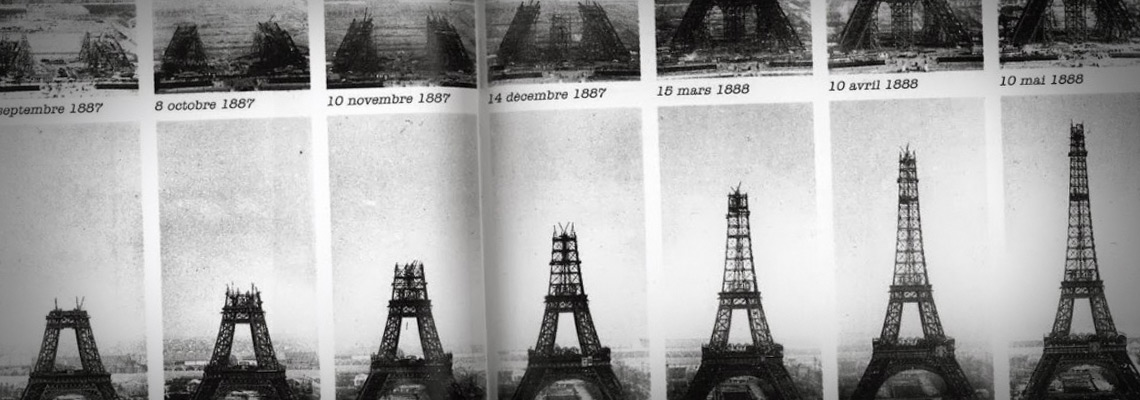 septembre 1887
8 octobre 1887
10 novembre 1887
14 décembre 1887
15 mars 1888
10 avril 1888
10 mai 1888